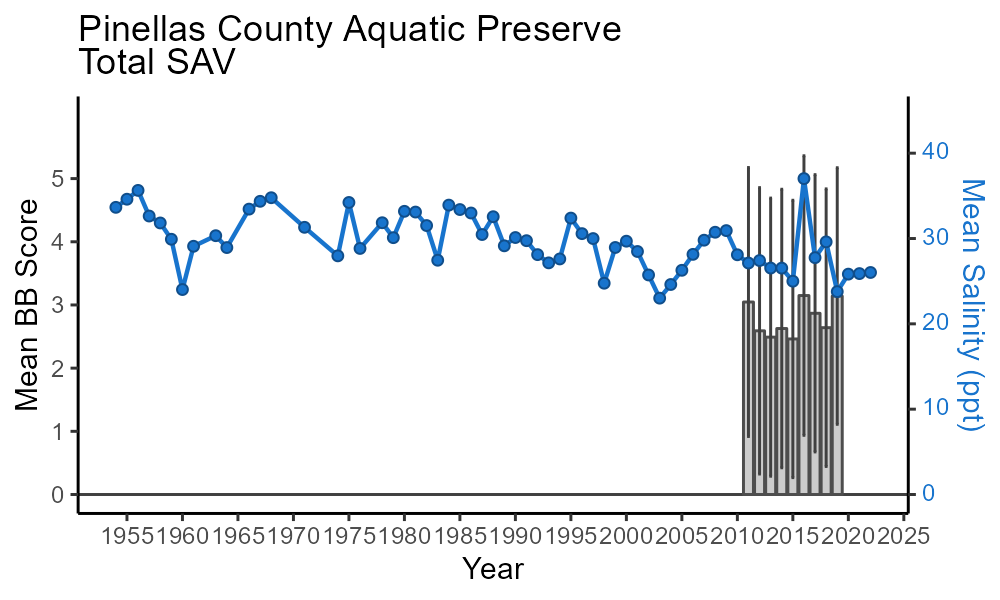 Pinellas County Aquatic Preserve
Total SAV
Mean BB Score
5
4
3
2
1
0
40
30
20
10
0
Mean Salinity (ppt)
1955 1960 1965 1970 1975 1980 1985 1990 1995 2000 2005 2010 2015 2020 2025
Year